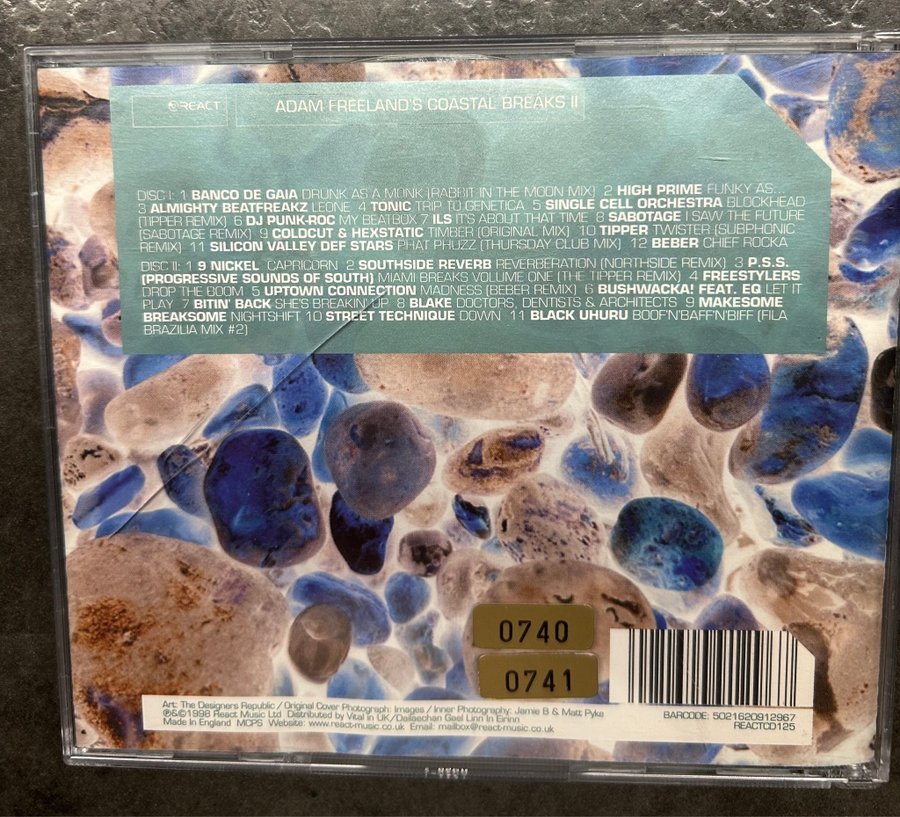 REACT
ADAM FREELAND'S COASTAL BREAKS II
DISC I: 1 BANCO DE GAIA DRUNK AS A MONK (RABBIT IN THE MOON MIX) 2 HIGH PRIME FUNKY AS...
3 ALMIGHTY BEATFREAKZ LEONE 4 TONIC TRIP TO GENETICA 5 SINGLE CELL ORCHESTRA BLOCKHEAD
(TIPPER REMIX) 6 DJ PUNK-ROC MY BEATBOX 7 ILS IT'S ABOUT THAT TIME 8 SABOTAGE I SAW THE FUTURE
(SABOTAGE REMIX) 9 COLDCUT & HEXSTATIC TIMBER (ORIGINAL MIX) 10 TIPPER TWISTER (SUBPHONIC
REMIX) 11 SILICON VALLEY DEF STARS PHAT PHUZZ (THURSDAY CLUB MIX) 12 BEBER CHIEF ROCKA
DISC II: 1 9 NICKEL CAPRICORN 2 SOUTHSIDE REVERB REVERBERATION (NORTHSIDE REMIX) 3 P.S.S.
(PROGRESSIVE SOUNDS OF SOUTH) MIAMI BREAKS VOLUME ONE (THE TIPPER REMIX) 4 FREESTYLERS
DROP THE BOOM 5 UPTOWN CONNECTION MADNESS (BEBER REMIX) 6 BUSHWACKA! FEAT. EQ LET IT
PLAY 7 BITIN' BACK SHE'S BREAKIN UP 8 BLAKE DOCTORS, DENTISTS & ARCHITECTS 9 MAKESOME
BREAKSOME NIGHTSHIFT 10 STREET TECHNIQUE DOWN 11 BLACK UHURU BOOF'N'BAFF'N'BIFF (FILA
BRAZILIA MIX #2)
0740
0741
Art: The Designers Republic / Original Cover Photograph: Images / Inner Photography: Jamie B & Matt Pyke
℗&©1998 React Music Ltd Distributed by Vital in UK/Dallaechan Gael Linn In Eirinn
Made In England MCPS Website: www.react-music.co.uk Email: mailbox@react-music.co.uk
BARCODE: 5021620912967
REACTCD125